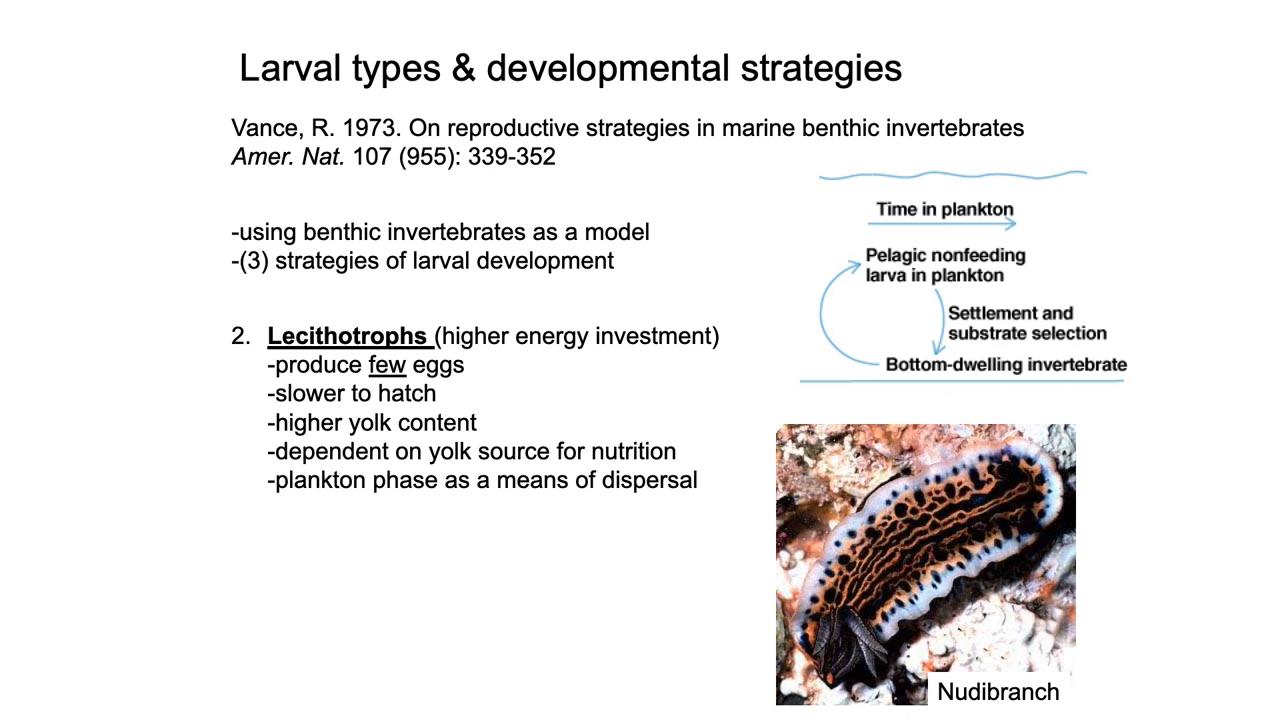 Larval types & developmental strategies
Vance, R. 1973. On reproductive strategies in marine benthic invertebrates
Amer. Nat. 107 (955): 339-352
-using benthic invertebrates as a model
-(3) strategies of larval development
2. Lecithotrophs (higher energy investment)
-produce few eggs
-slower to hatch
-higher yolk content
-dependent on yolk source for nutrition
-plankton phase as a means of dispersal
Time in plankton
Pelagic nonfeeding
larva in plankton
Settlement and
substrate selection
Bottom-dwelling invertebrate
Nudibranch